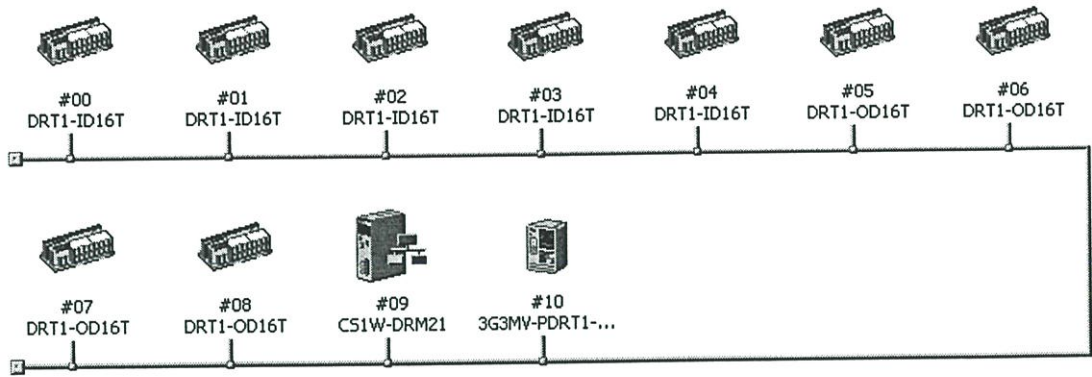 #00
DRT1-ID16T
#01
DRT1-ID16T
#02
DRT1-ID16T
#03
DRT1-ID16T
#04
DRT1-ID16T
#05
DRT1-OD16T
#06
DRT1-OD16T
#07
DRT1-OD16T
#08
DRT1-OD16T
#09
CS1W-DRM21
#10
3G3MV-PDRT1-...